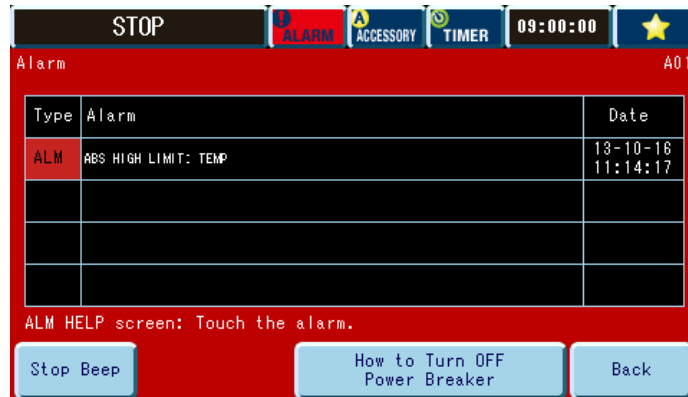 STOP
! ALARM
A ACCESSORY
TIMER
09:00:00
Alarm
A01
Type Alarm Date
ALM ABS HIGH LIMIT: TEMP 13-10-16
11:14:17
ALM HELP screen: Touch the alarm.
Stop Beep
How to Turn OFF
Power Breaker
Back